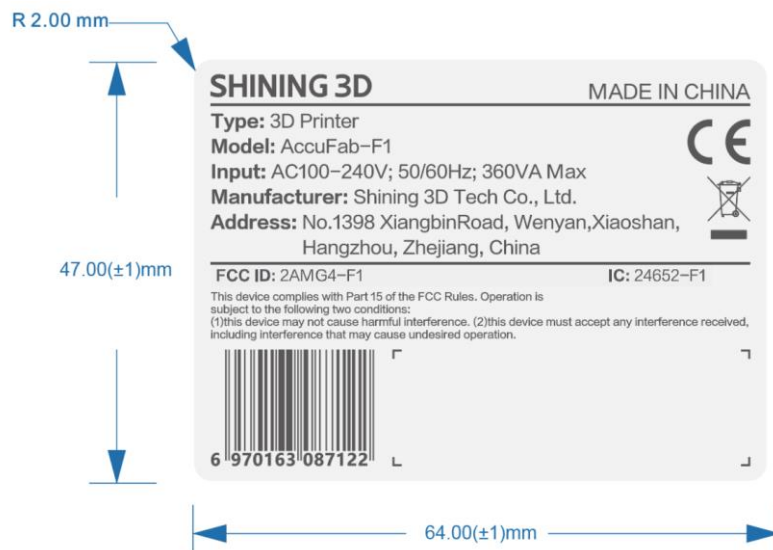 R 2.00 mm
SHINING 3D MADE IN CHINA
Type: 3D Printer
Model: AccuFab-F1
Input: AC100-240V; 50/60Hz; 360VA Max
Manufacturer: Shining 3D Tech Co., Ltd.
Address: No.1398 XiangbinRoad, Wenyan,Xiaoshan,
Hangzhou, Zhejiang, China
CE
47.00(±1)mm
FCC ID: 2AMG4-F1 IC: 24652-F1
This device complies with Part 15 of the FCC Rules. Operation is
subject to the following two conditions:
(1)this device may not cause harmful interference. (2)this device must accept any interference received,
including interference that may cause undesired operation.
6 970163 087122
64.00(±1)mm